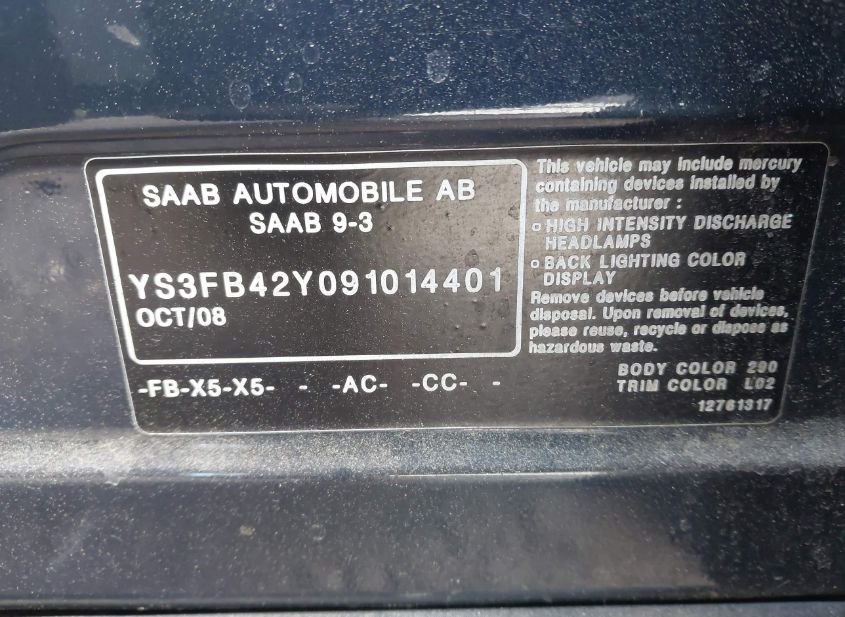 SAAB AUTOMOBILE AB
SAAB 9-3
YS3FB42Y091014401
OCT/08
-FB-X5-X5- - -AC- -CC- -
This vehicle may include mercury
containing devices installed by
the manufacturer :
▫ HIGH INTENSITY DISCHARGE
HEADLAMPS
▫ BACK LIGHTING COLOR
DISPLAY
Remove devices before vehicle
disposal. Upon removal of devices,
please reuse, recycle or dispose as
hazardous waste.
BODY COLOR 290
TRIM COLOR L02
12761317